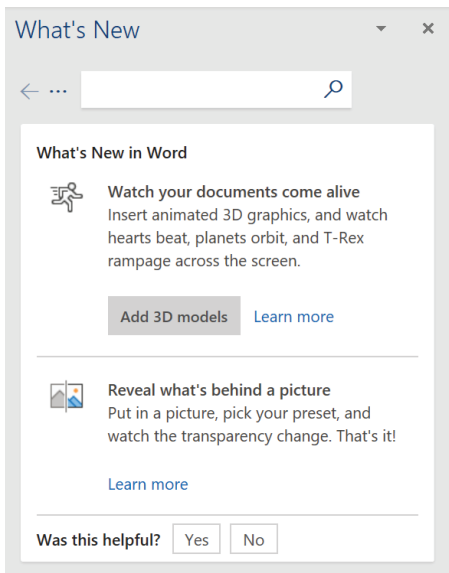 What's New
...
What's New in Word
Watch your documents come alive
Insert animated 3D graphics, and watch
hearts beat, planets orbit, and T-Rex
rampage across the screen.
Add 3D models Learn more
Reveal what's behind a picture
Put in a picture, pick your preset, and
watch the transparency change. That's it!
Learn more
Was this helpful? Yes No